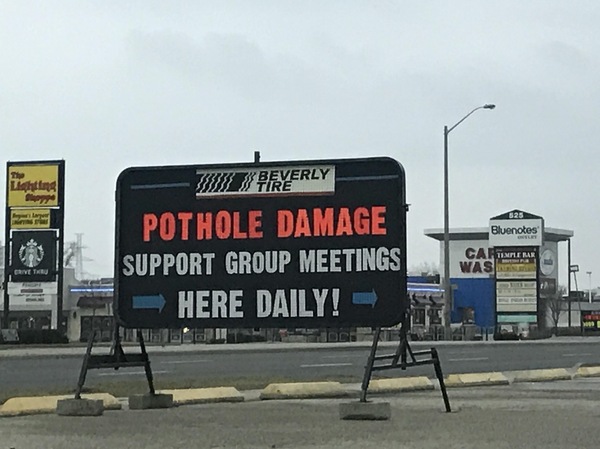 The
Lighting
Shoppe
DRIVE THRU
BEVERLY
TIRE
POTHOLE DAMAGE
SUPPORT GROUP MEETINGS
HERE DAILY!
CAR
WAS
825
Bluenotes
OUTLET
TEMPLE BAR